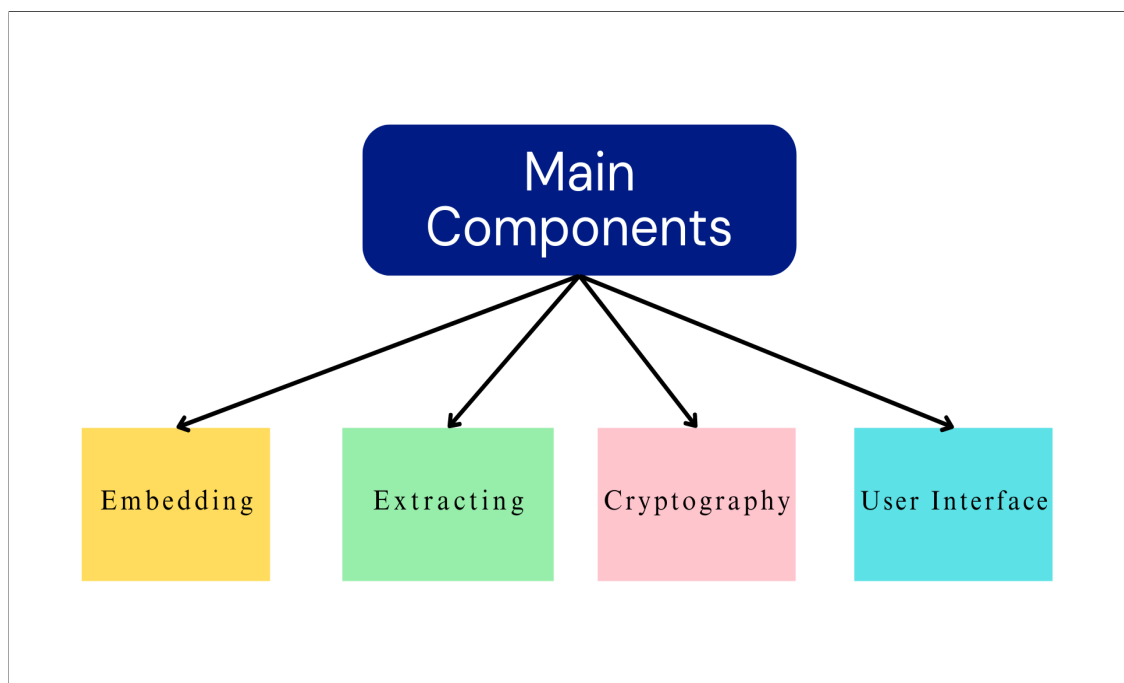 Main
Components
Embedding
Extracting
Cryptography
User Interface